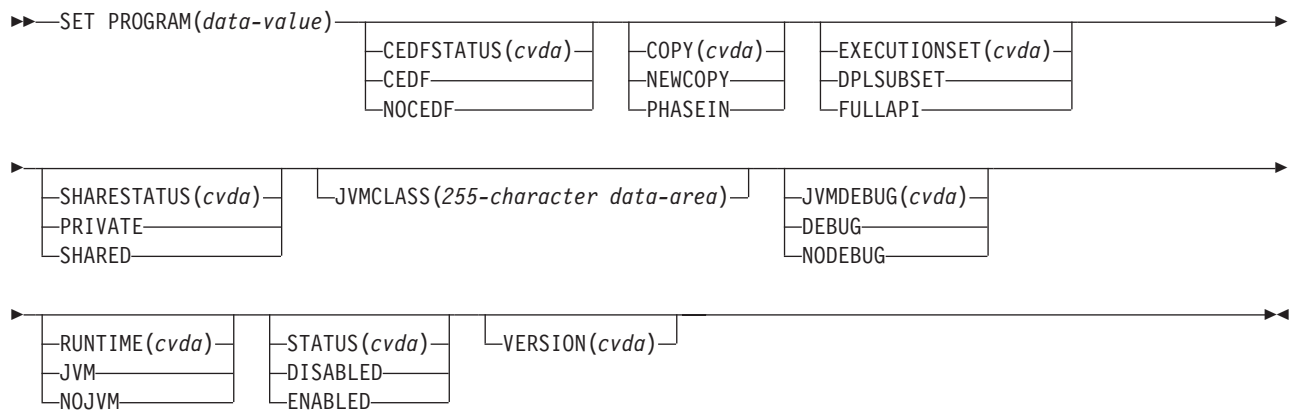 SET PROGRAM(data-value)
CEDFSTATUS(cvda) COPY(cvda) EXECUTIONSET(cvda)
CEDF NEWCOPY DPLSUBSET
NOCEDF PHASEIN FULLAPI
SHARESTATUS(cvda) JVMCLASS(255-character data-area) JVMDEBUG(cvda)
PRIVATE DEBUG
SHARED NODEBUG
RUNTIME(cvda) STATUS(cvda) VERSION(cvda)
JVM DISABLED
NOJVM ENABLED